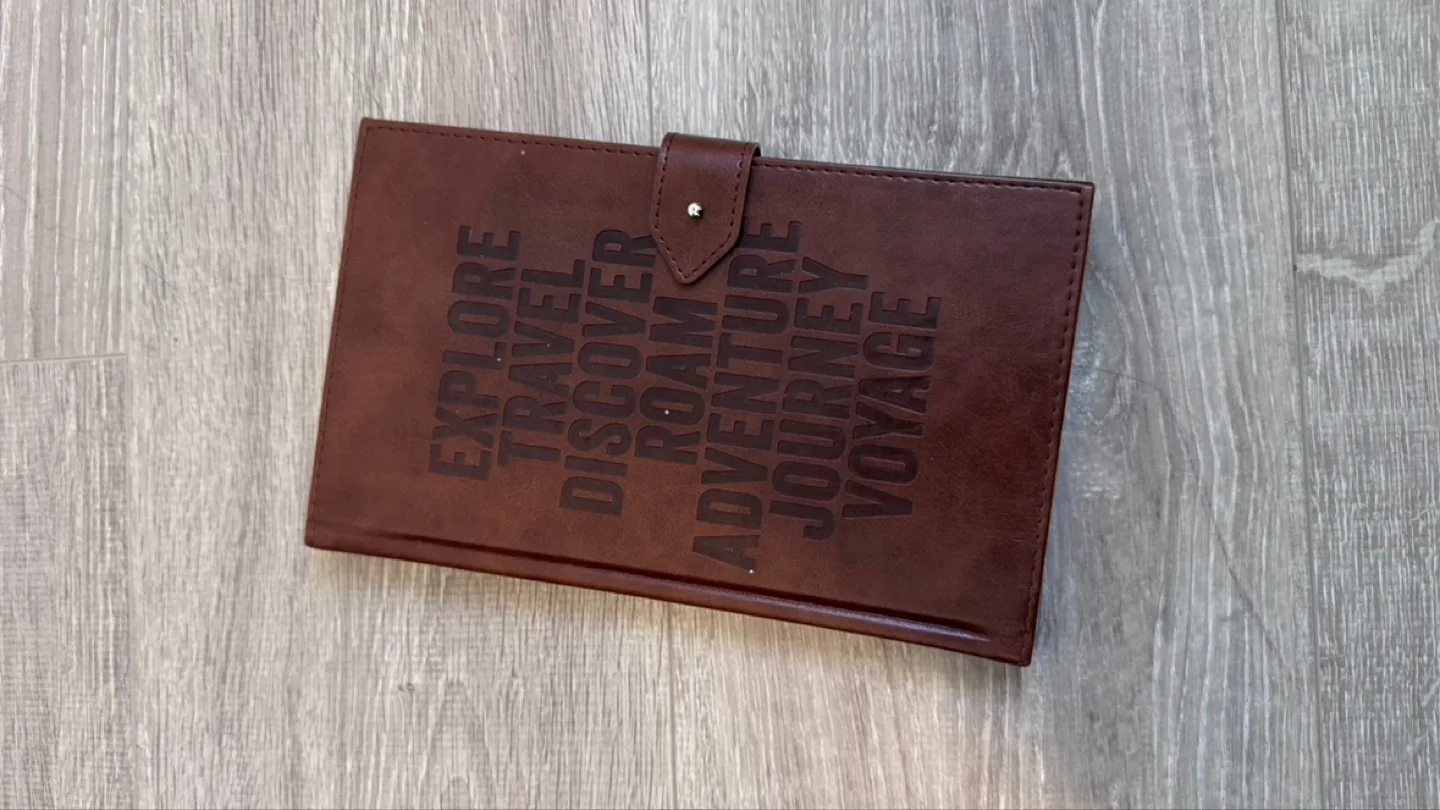 EXPLORE
TRAVEL
DISCOVER
ROAM
ADVENTURE
JOURNEY
VOYAGE